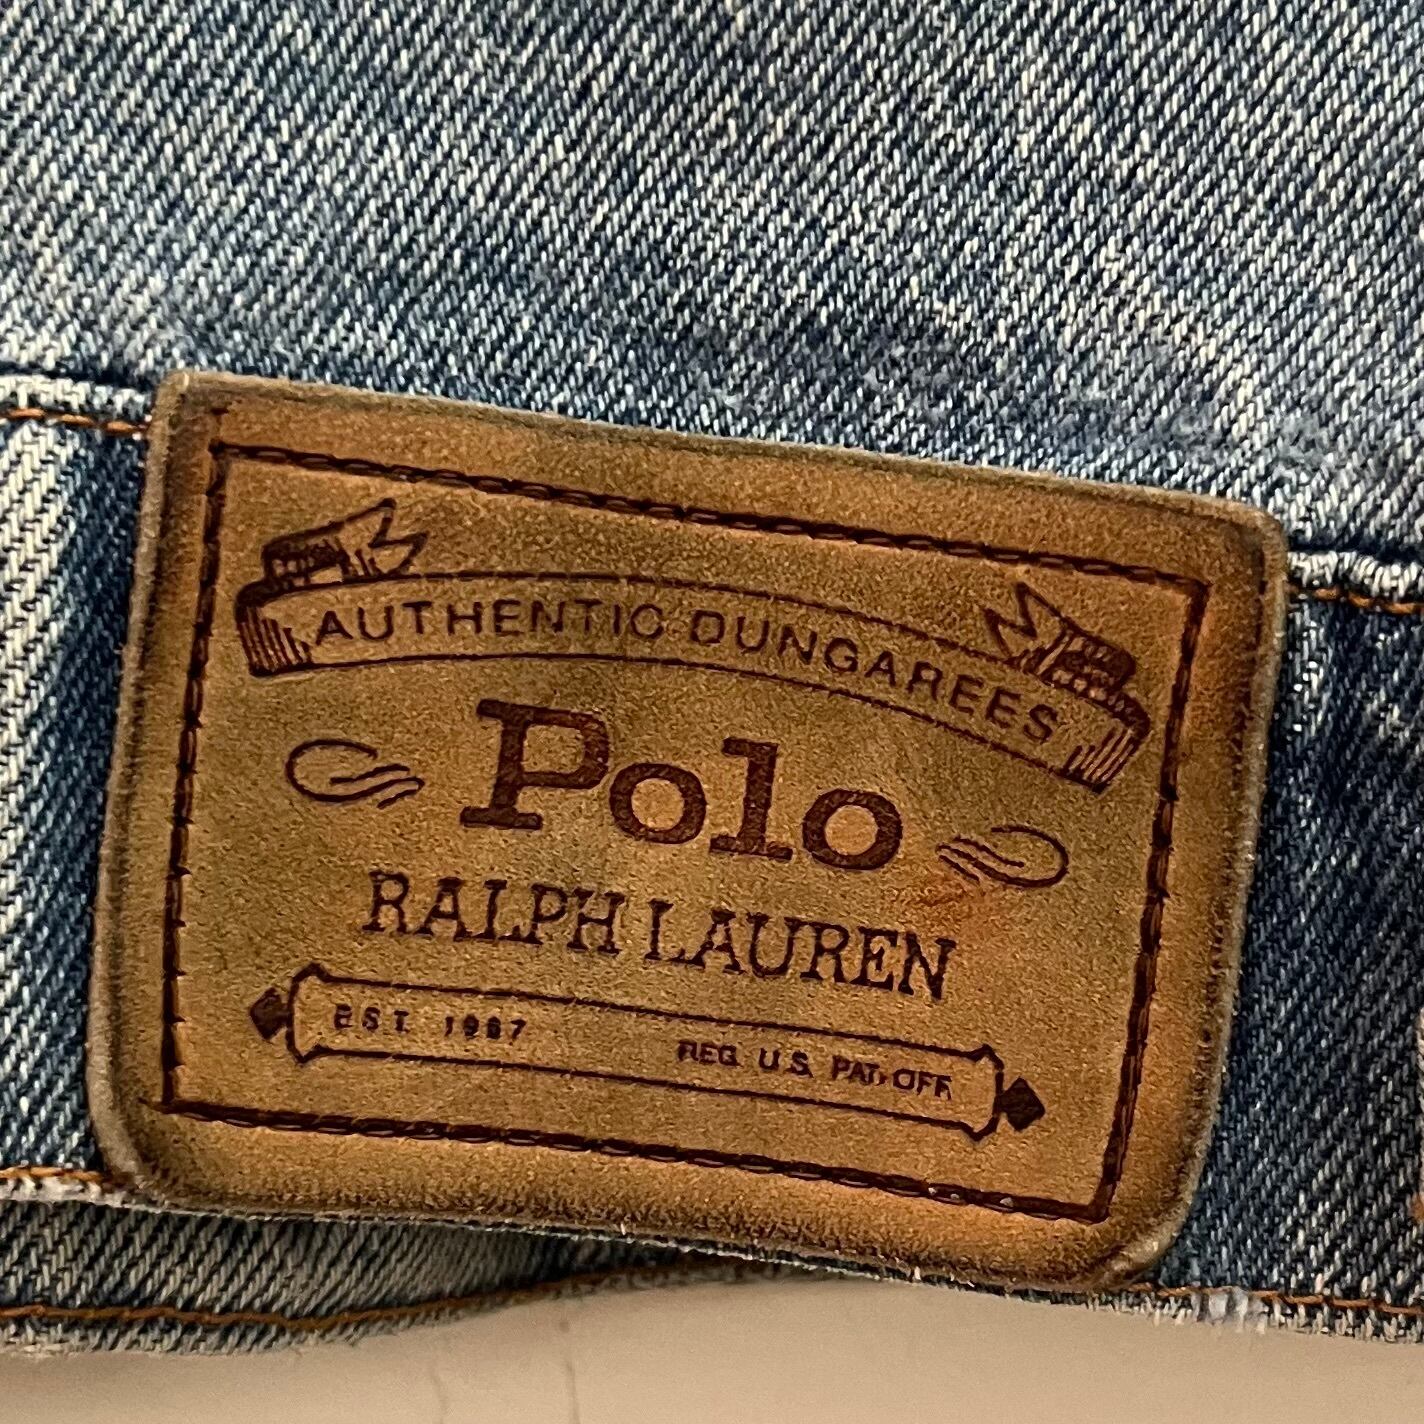 AUTHENTIC DUNGAREES
Polo
RALPH LAUREN
EST. 1967 REG. U.S. PAT. OFF.